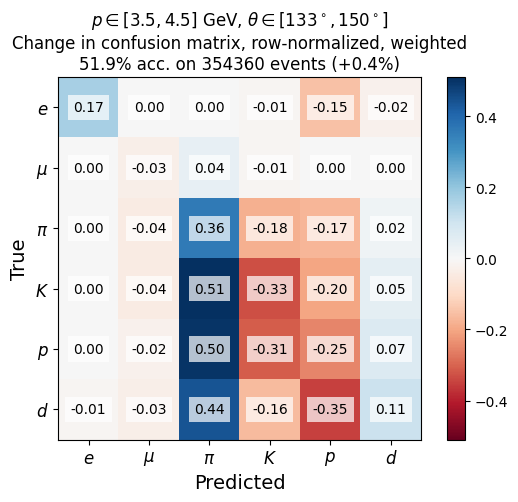 p ∈ [3.5, 4.5] GeV, θ ∈ [133°, 150°]
Change in confusion matrix, row-normalized, weighted
51.9% acc. on 354360 events (+0.4%)
e 0.17 0.00 0.00 -0.01 -0.15 -0.02
μ 0.00 -0.03 0.04 -0.01 0.00 0.00
π 0.00 -0.04 0.36 -0.18 -0.17 0.02
K 0.00 -0.04 0.51 -0.33 -0.20 0.05
p 0.00 -0.02 0.50 -0.31 -0.25 0.07
d -0.01 -0.03 0.44 -0.16 -0.35 0.11
e μ π K p d
True
Predicted
0.4
0.2
0.0
−0.2
−0.4